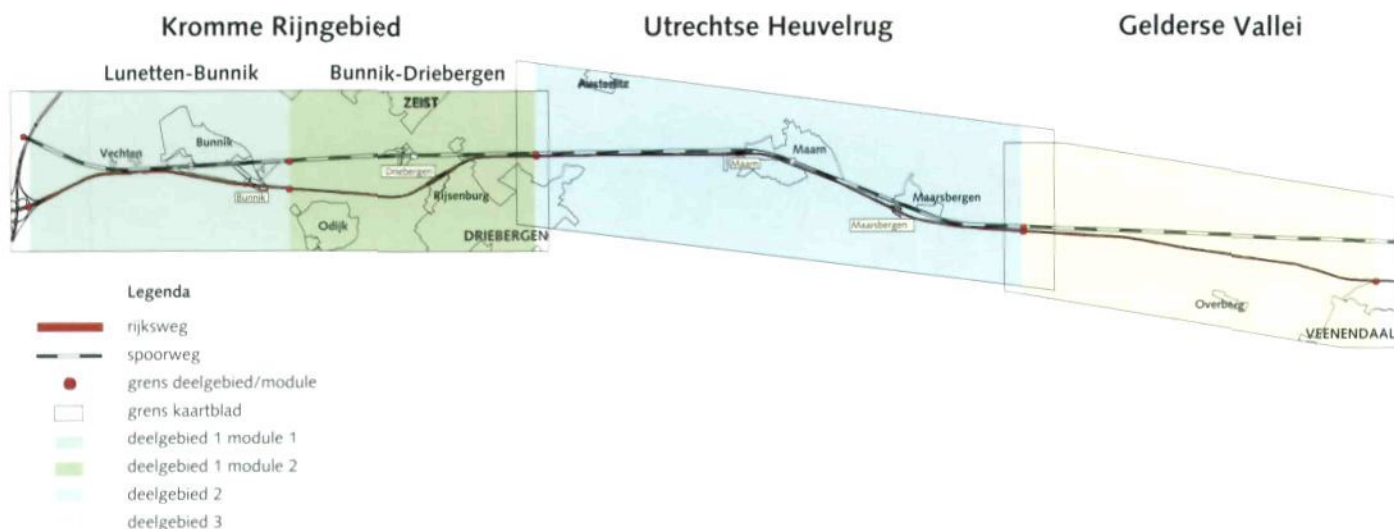 Kromme Rijngebied
Utrechtse Heuvelrug
Gelderse Vallei
Lunetten-Bunnik
Bunnik-Driebergen
Austerlitz
ZEIST
Bunnik
Vechten
Driebergen
Maarn
Maarn
Bunnik
Rijsenburg
Maarsbergen
Odijk
Maarsbergen
DRIEBERGEN
Overberg
VEENENDAAL
Legenda
rijksweg
spoorweg
grens deelgebied/module
grens kaartblad
deelgebied 1 module 1
deelgebied 1 module 2
deelgebied 2
deelgebied 3